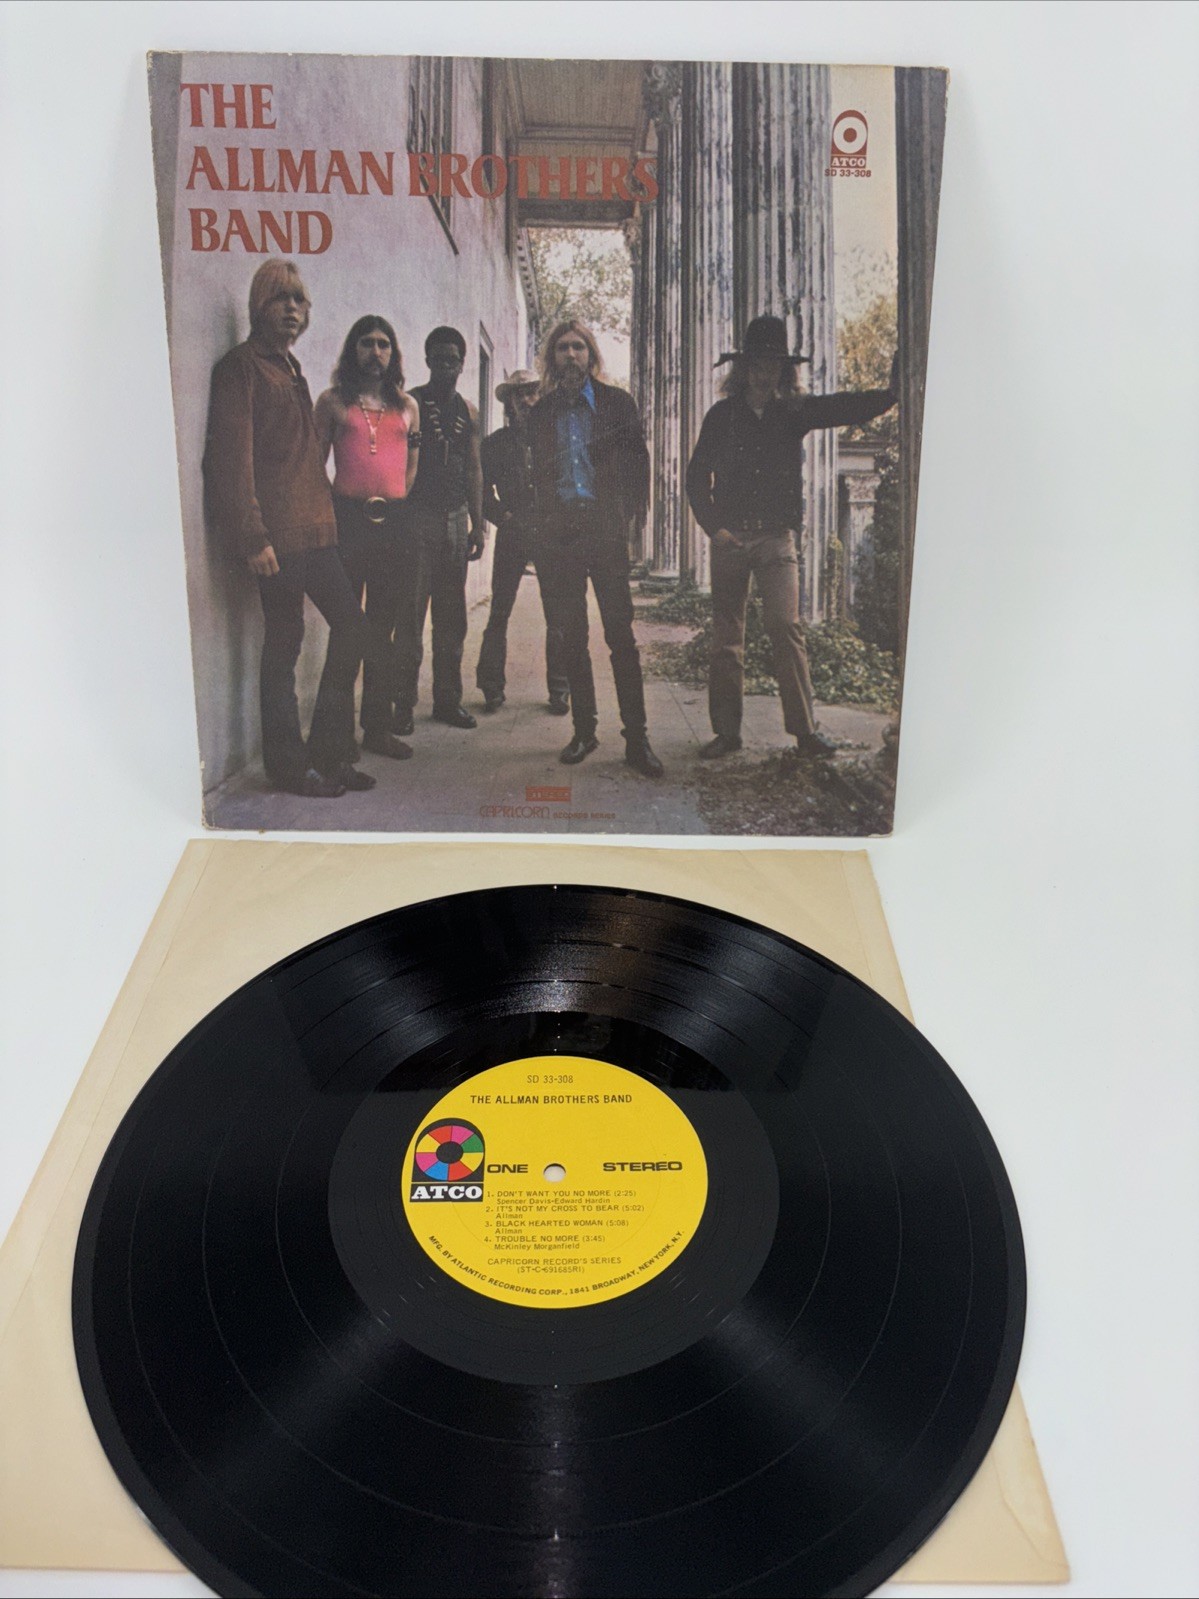 THE
ALLMAN BROTHERS
BAND
ATCO
SD 33-308
CAPRICORN RECORDS SERIES
SD 33-308
THE ALLMAN BROTHERS BAND
ATCO
ONE
STEREO
1. DON'T WANT YOU NO MORE (2:25)
Spencer Davis-Edward Hardin
2. IT'S NOT MY CROSS TO BEAR (5:02)
Allman
3. BLACK HEARTED WOMAN (5:08)
Allman
4. TROUBLE NO MORE (3:45)
McKinley Morganfield
CAPRICORN RECORD'S SERIES
(ST-C-691685RI)
MFG. BY ATLANTIC RECORDING CORP., 1841 BROADWAY, NEW YORK, N.Y.